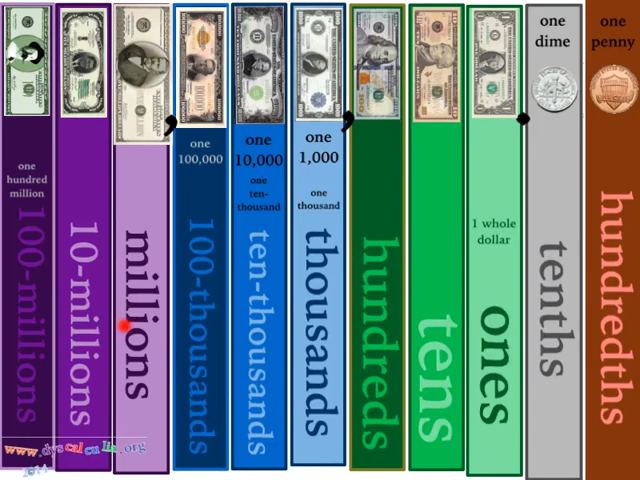 one
hundred
million
100-millions
10-millions
millions
,
one
100,000
100-thousands
one
10,000
one
ten-
thousand
ten-thousands
one
1,000
one
thousand
thousands
,
hundreds
tens
1 whole
dollar
ones
.
one
dime
tenths
one
penny
hundredths
www.dyscalculia.org